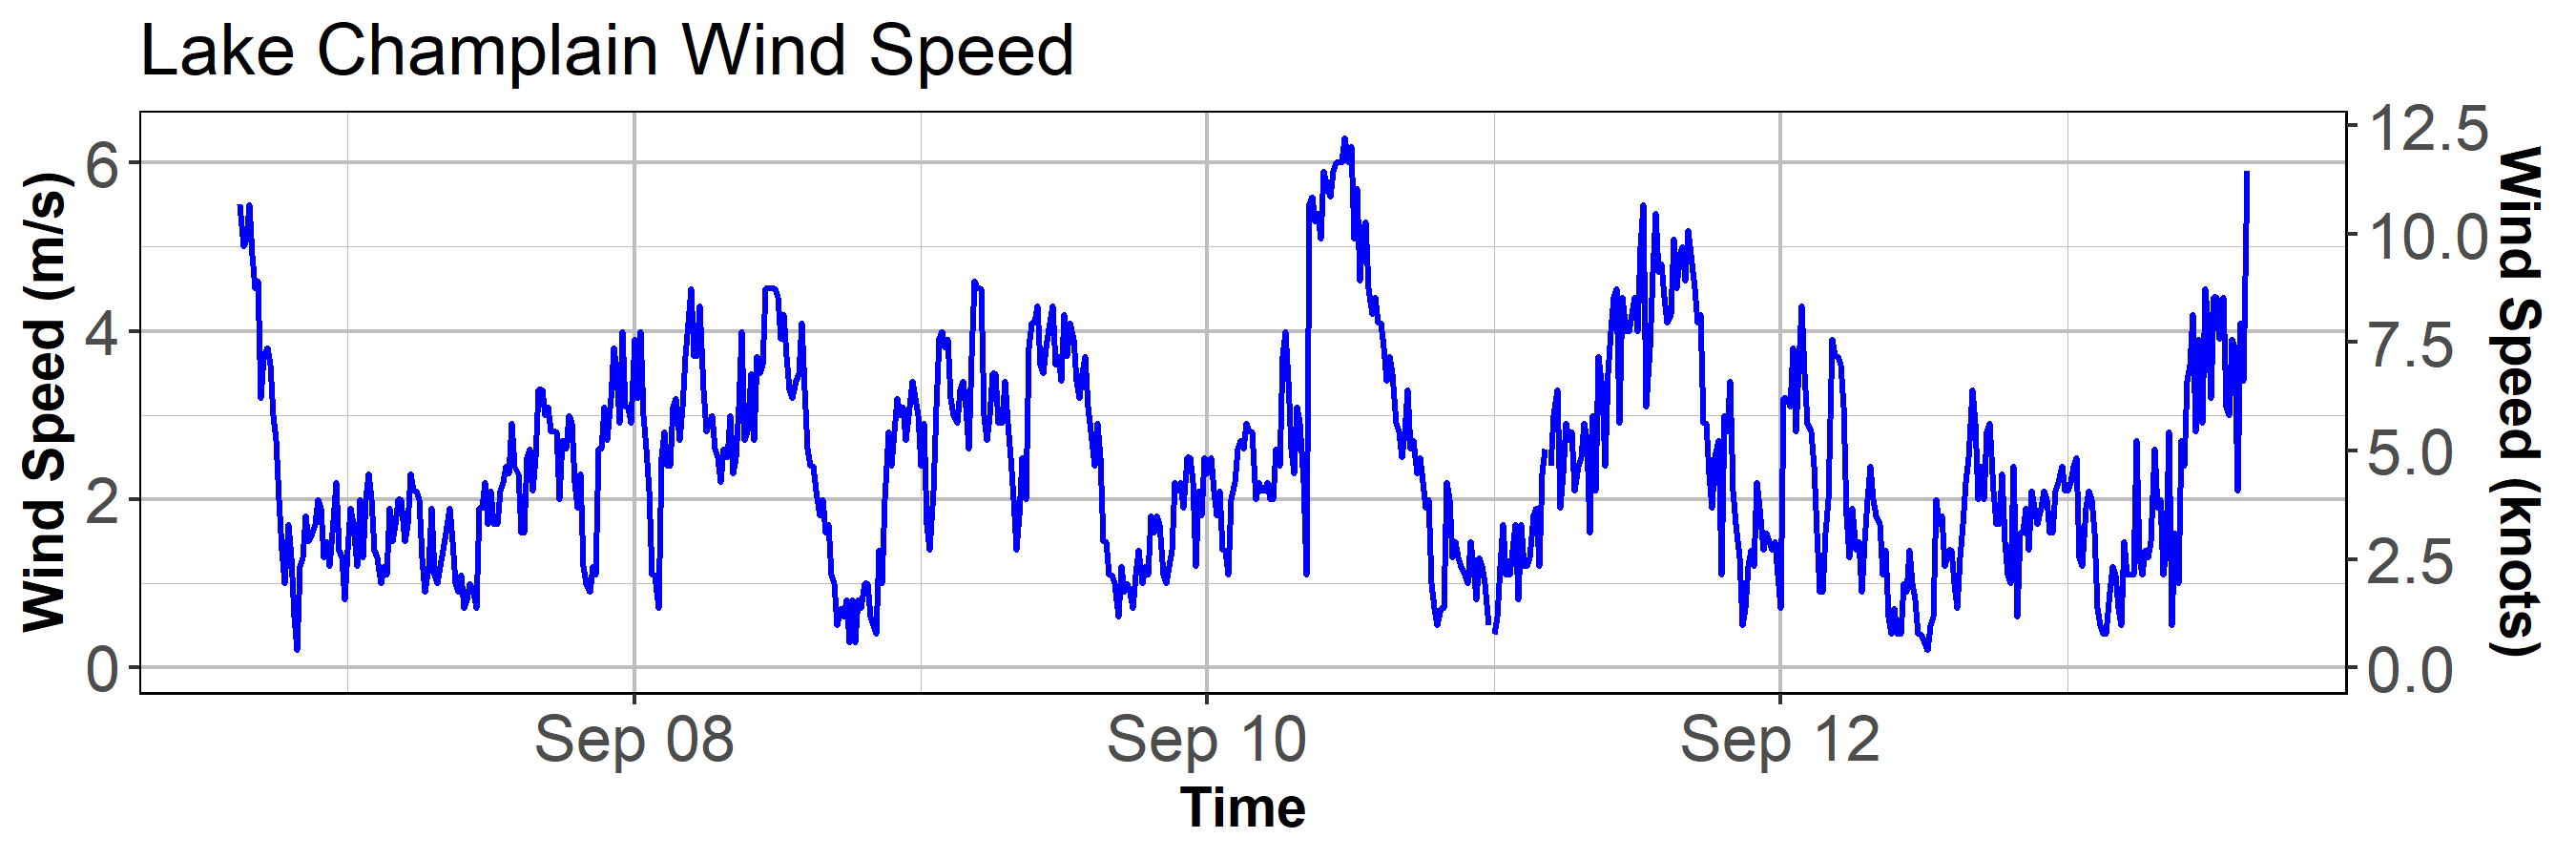 Lake Champlain Wind Speed
Wind Speed (m/s)
6
4
2
0
12.5
10.0
7.5
5.0
2.5
0.0
Wind Speed (knots)
Sep 08
Sep 10
Sep 12
Time